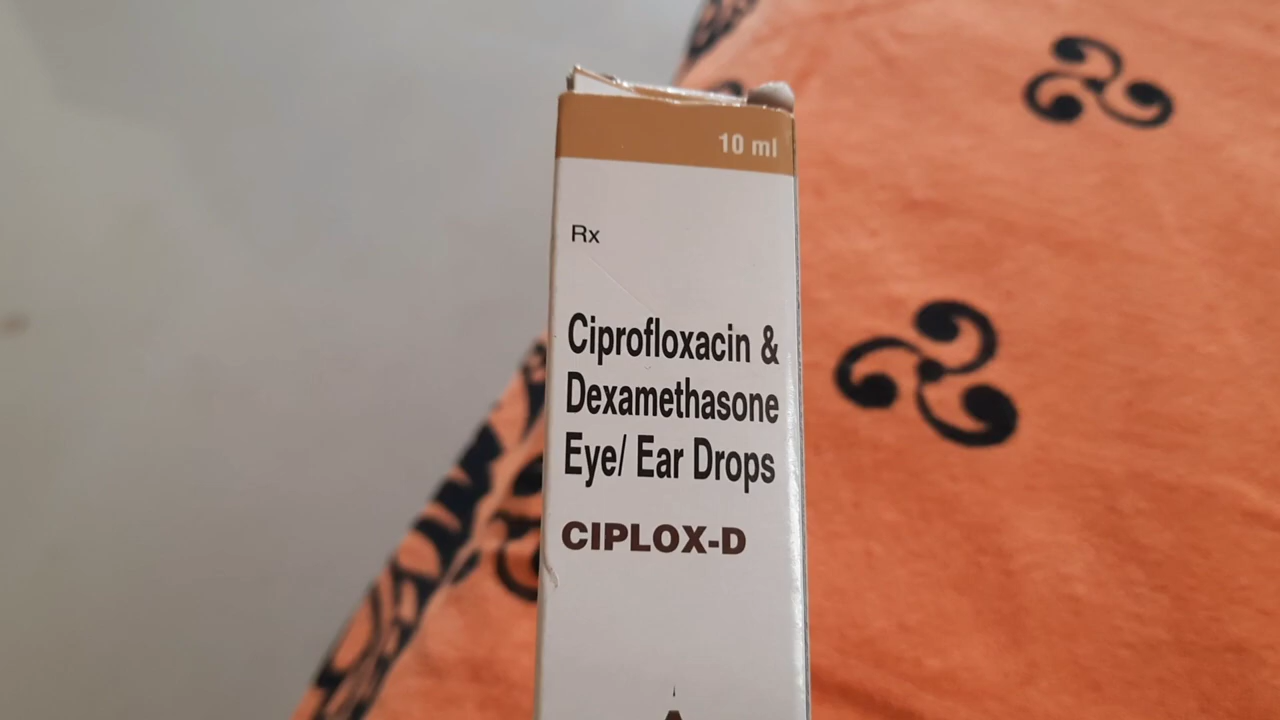 10 ml
Rx
Ciprofloxacin &
Dexamethasone
Eye/ Ear Drops
CIPLOX-D